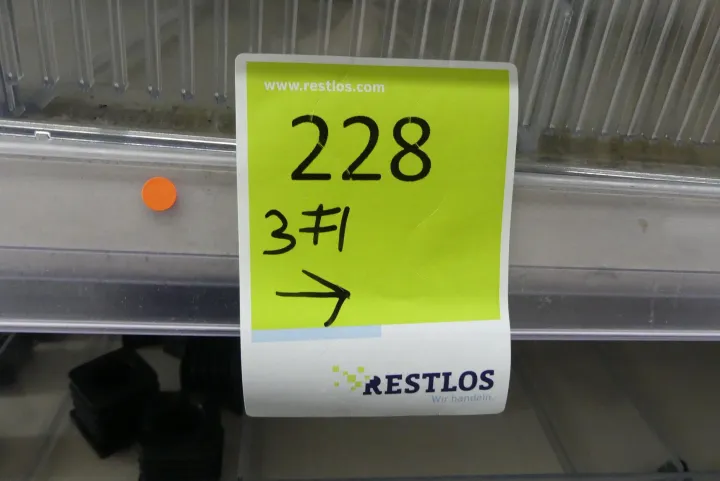 www.restlos.com
228
3 #1
→
RESTLOS
Wir handeln.